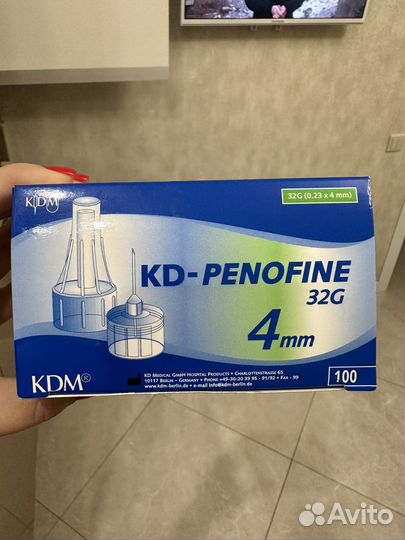 KDM
32G (0.23 x 4 mm)
KD-PENOFINE
32G
4mm
KDM®
KD MEDICAL GMBH HOSPITAL PRODUCTS • CHARLOTTENSTRASSE 65
10117 BERLIN – GERMANY • PHONE +49-30-20 39 95 - 91/92 • FAX - 99
www.kdm-berlin.de • e-mail info@kdm-berlin.de
100
Avito